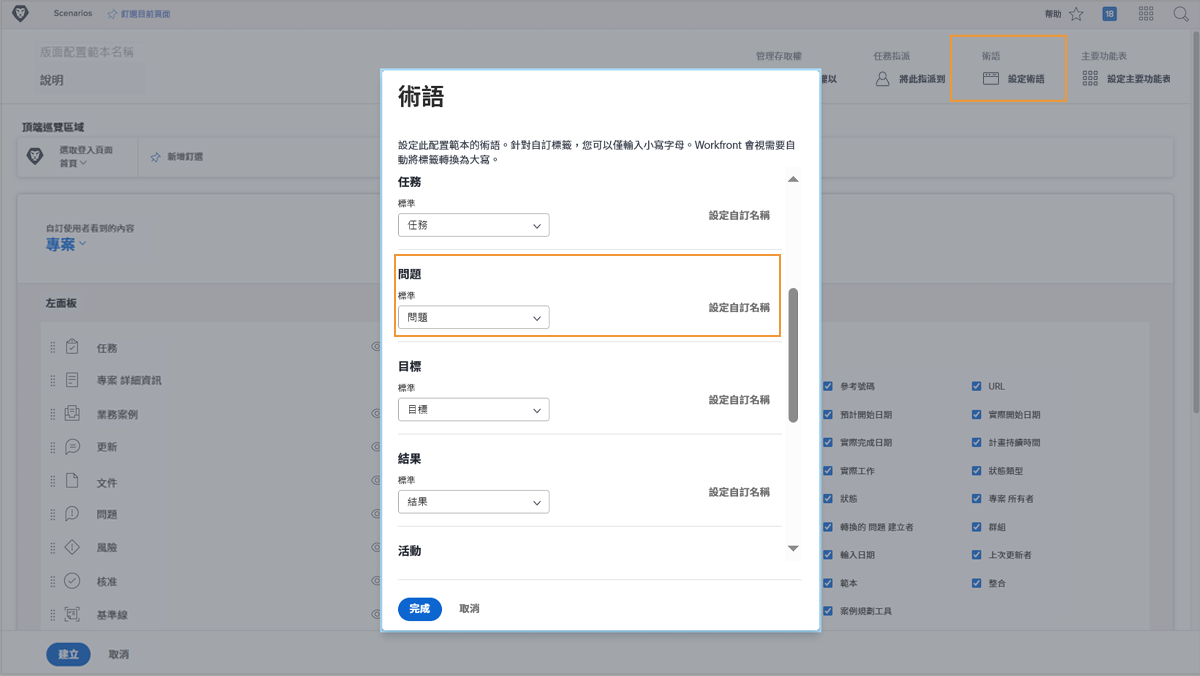 Scenarios
釘選目前頁面
幫助
18
版面配置範本名稱
說明
管理存取權
權以
任務指派
將此指派到
術語
設定術語
主要功能表
設定主要功能表
頂端巡覽區域
選取登入頁面
首頁
新增釘選
自訂使用者看到的內容
專案
左面板
任務
專案 詳細資訊
業務案例
更新
文件
問題
風險
核准
基準線
建立
取消
術語
設定此配置範本的術語。針對自訂標籤，您可以僅輸入小寫字母。Workfront 會視需要自
動將標籤轉換為大寫。
任務
標準
任務
設定自訂名稱
問題
標準
問題
設定自訂名稱
目標
標準
目標
設定自訂名稱
結果
標準
結果
設定自訂名稱
活動
完成
取消
參考號碼
URL
預計開始日期
實際開始日期
實際完成日期
計畫持續時間
實際工作
狀態類型
狀態
專案 所有者
轉換的 問題 建立者
群組
輸入日期
上次更新者
範本
整合
案例規劃工具